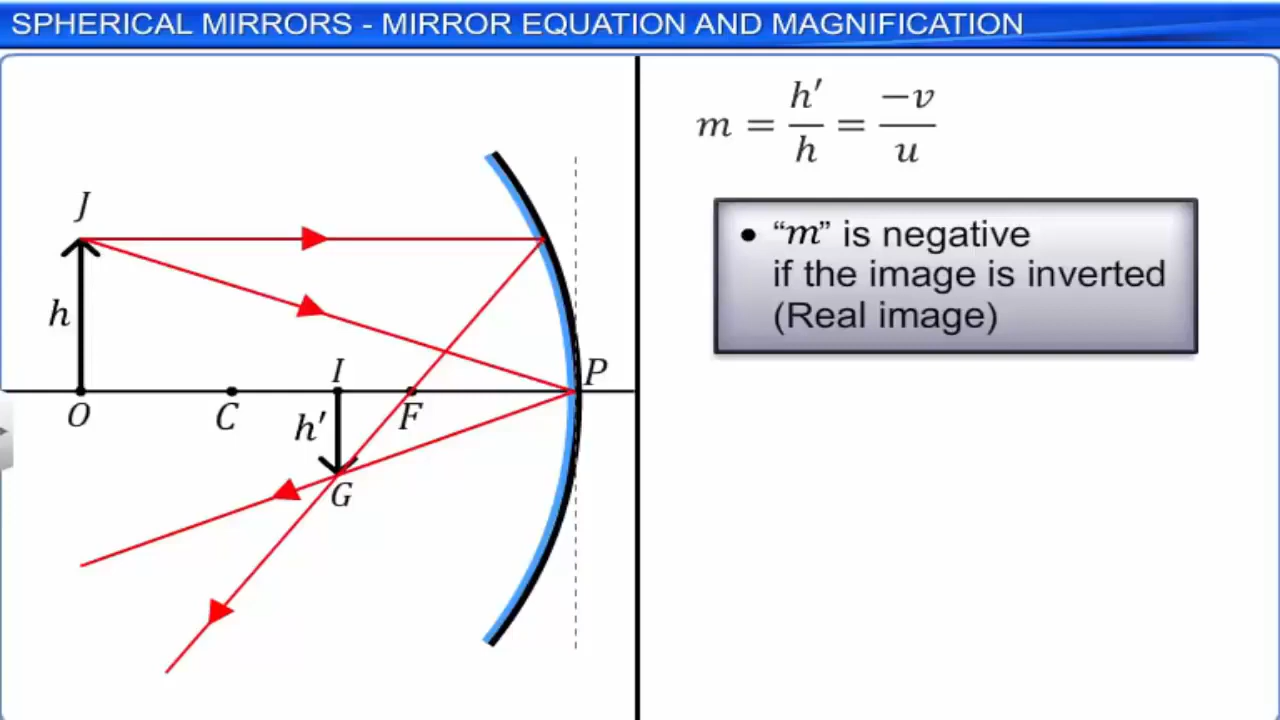 SPHERICAL MIRRORS - MIRROR EQUATION AND MAGNIFICATION
J
h
O
C
I
h′
F
P
G
m = h′/h = −v/u
• “m” is negative
if the image is inverted
(Real image)